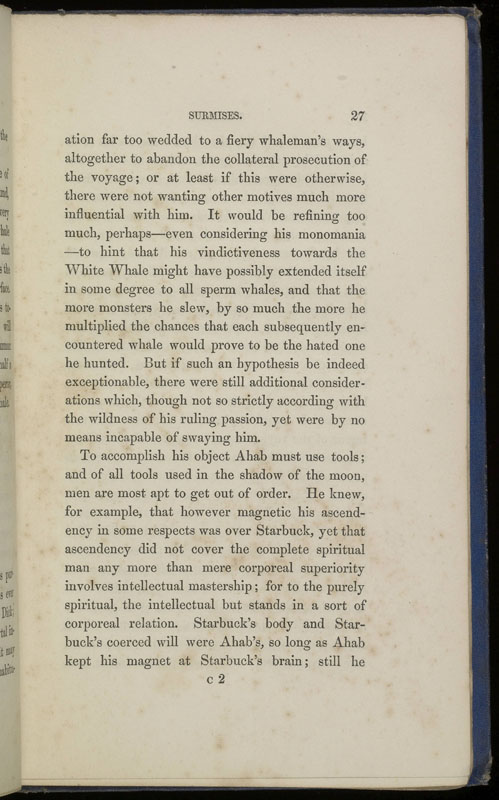 SURMISES. 27
ation far too wedded to a fiery whaleman's ways,
altogether to abandon the collateral prosecution of
the voyage; or at least if this were otherwise,
there were not wanting other motives much more
influential with him. It would be refining too
much, perhaps—even considering his monomania
—to hint that his vindictiveness towards the
White Whale might have possibly extended itself
in some degree to all sperm whales, and that the
more monsters he slew, by so much the more he
multiplied the chances that each subsequently en-
countered whale would prove to be the hated one
he hunted. But if such an hypothesis be indeed
exceptionable, there were still additional consider-
ations which, though not so strictly according with
the wildness of his ruling passion, yet were by no
means incapable of swaying him.
To accomplish his object Ahab must use tools;
and of all tools used in the shadow of the moon,
men are most apt to get out of order. He knew,
for example, that however magnetic his ascend-
ency in some respects was over Starbuck, yet that
ascendency did not cover the complete spiritual
man any more than mere corporeal superiority
involves intellectual mastership; for to the purely
spiritual, the intellectual but stands in a sort of
corporeal relation. Starbuck's body and Star-
buck's coerced will were Ahab's, so long as Ahab
kept his magnet at Starbuck's brain; still he
C 2